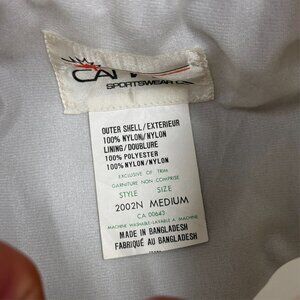 SPORTSWEAR
OUTER SHELL/EXTERIEUR
100% NYLON/NYLON
LINING/DOUBLURE
100% POLYESTER
100% NYLON/NYLON
EXCLUSIVE OF TRIM
GARNITURE NON COMPRISE
STYLE SIZE
2002N MEDIUM
CA 00643
MACHINE WASHABLE-LAVABLE A MACHINE
MADE IN BANGLADESH
FABRIQUÉ AU BANGLADESH